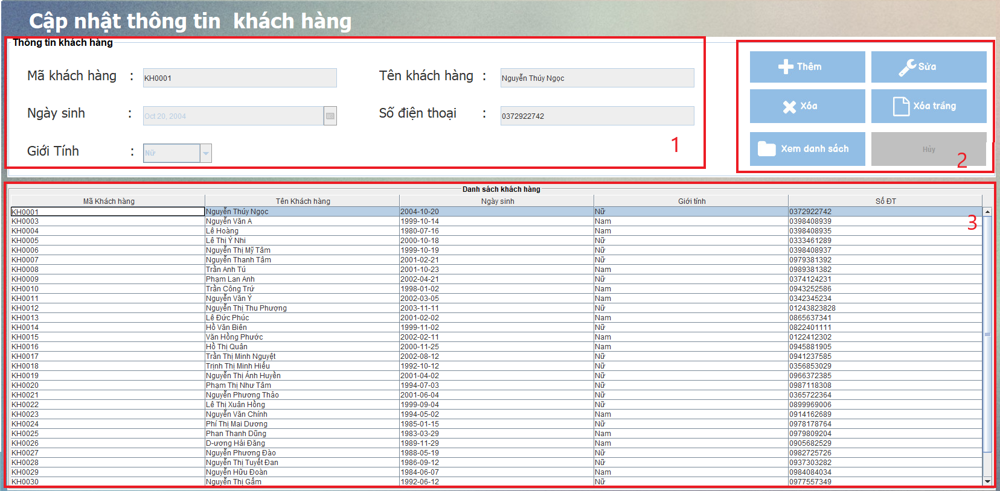 Cập nhật thông tin khách hàng
Thông tin khách hàng
Mã khách hàng : KH0001 Tên khách hàng : Nguyễn Thúy Ngọc
Ngày sinh : Oct 20, 2004 Số điện thoại : 0372922742
Giới Tính : Nữ
1
Thêm Sửa
Xóa Xóa trắng
Xem danh sách Hủy
2
Danh sách khách hàng
Mã Khách hàng Tên Khách hàng Ngày sinh Giới tính Số ĐT
KH0001 Nguyễn Thúy Ngọc 2004-10-20 Nữ 0372922742
3
KH0003 Nguyễn Văn A 1999-10-14 Nam 0398408939
KH0004 Lê Hoàng 1980-07-16 Nam 0398408935
KH0005 Lê Thị Ý Nhi 2000-10-18 Nữ 0333461289
KH0006 Nguyễn Thị Mỹ Tâm 1999-10-19 Nữ 0398408937
KH0007 Nguyễn Thanh Tâm 2001-02-21 Nữ 0979381392
KH0008 Trần Anh Tú 2001-10-23 Nam 0989381382
KH0009 Phạm Lan Anh 2002-04-21 Nữ 0374124231
KH0010 Trần Công Trứ 1998-01-02 Nam 0943252586
KH0011 Nguyễn Văn Ý 2002-03-05 Nam 0342345234
KH0012 Nguyễn Thị Thu Phượng 2003-11-11 Nữ 01243823828
KH0013 Lê Đức Phúc 2001-02-02 Nam 0865637341
KH0014 Hồ Văn Biên 1999-11-02 Nữ 0822401111
KH0015 Văn Hồng Phước 2002-02-11 Nam 0122412302
KH0016 Hồ Thị Quân 2000-11-25 Nam 0945881905
KH0017 Trần Thị Minh Nguyệt 2002-08-12 Nữ 0941237585
KH0018 Trịnh Thị Minh Hiếu 1992-10-12 Nữ 0356853029
KH0019 Nguyễn Thị Ánh Huyền 2001-04-02 Nữ 0966372385
KH0020 Phạm Thị Như Tâm 1994-07-03 Nữ 0987118308
KH0021 Nguyễn Phương Thảo 2001-06-04 Nữ 0365722364
KH0022 Lê Thị Xuân Hồng 1999-09-04 Nữ 0899969006
KH0023 Nguyễn Văn Chính 1994-05-02 Nam 0914162689
KH0024 Phí Thị Mai Dương 1985-01-15 Nữ 0978178764
KH0025 Phan Thanh Dũng 1983-03-29 Nam 0979809204
KH0026 D-ương Hải Đăng 1989-11-29 Nam 0905682529
KH0027 Nguyễn Phương Đào 1988-05-19 Nữ 0982725726
KH0028 Nguyễn Thị Tuyết Đan 1986-09-12 Nữ 0937303282
KH0029 Nguyễn Hữu Đoàn 1984-06-07 Nam 0984084034
KH0030 Nguyễn Thị Gấm 1992-06-12 Nữ 0977557349